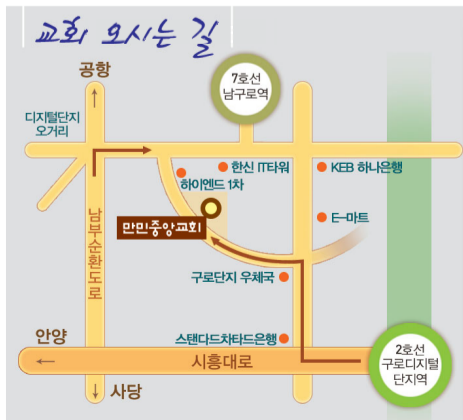 교회 오시는 길
공항
7호선
남구로역
디지털단지
오거리
한신 IT타워
KEB 하나은행
하이엔드 1차
남부순환도로
만민중앙교회
E-마트
구로단지 우체국
스탠다드차타드은행
안양
시흥대로
2호선
구로디지털
단지역
사당